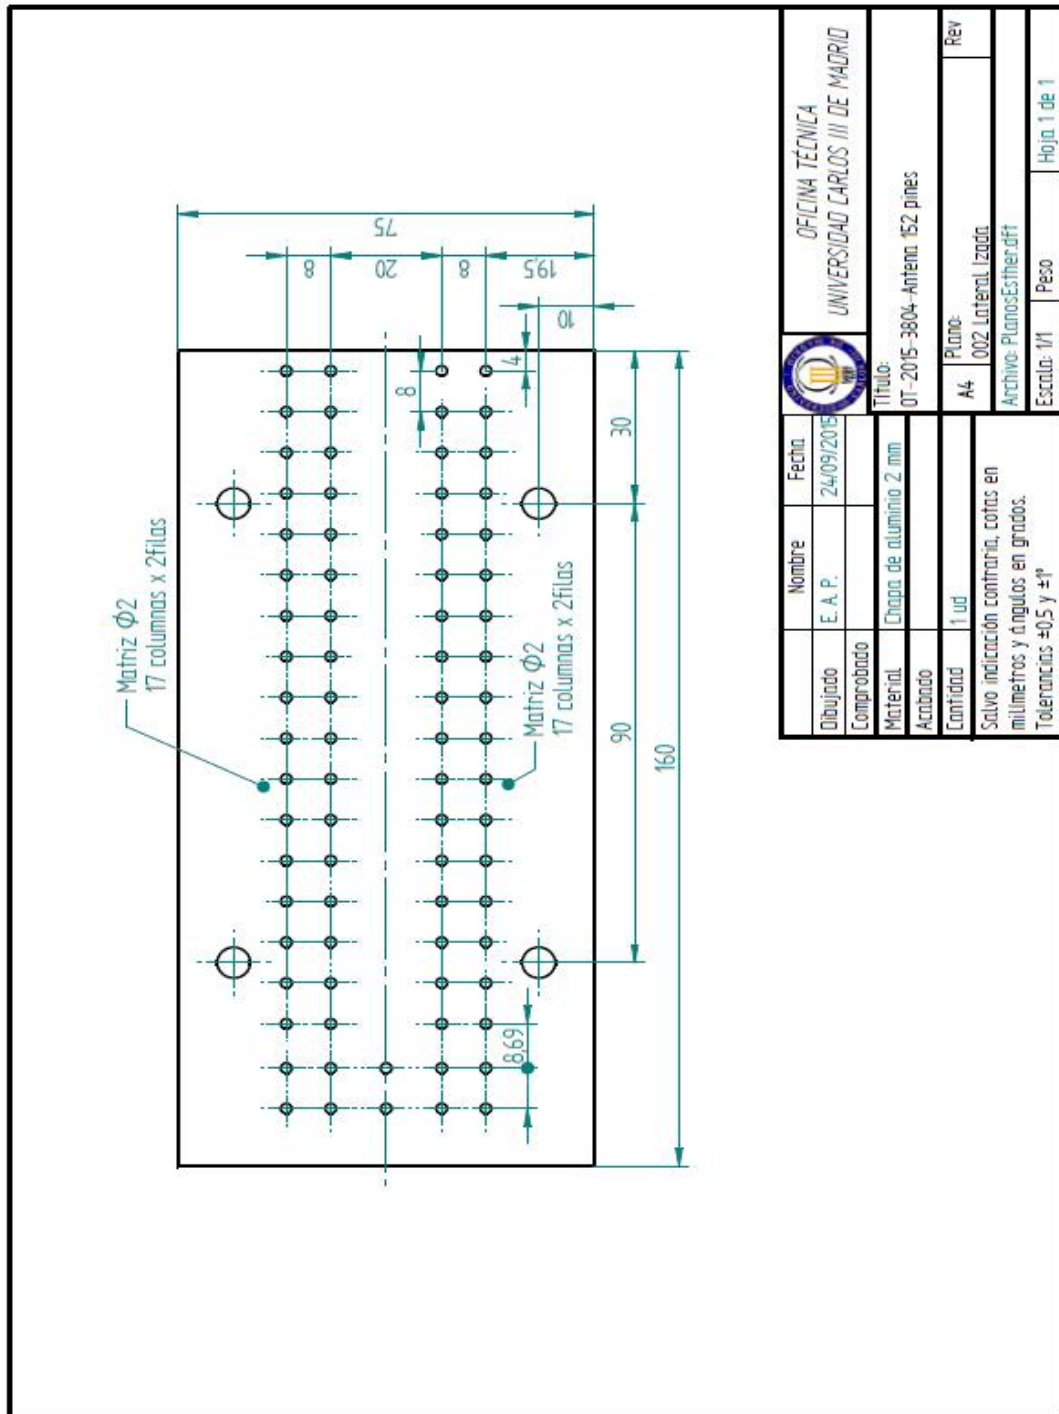 Matriz Φ2
17 columnas x 2filas
Matriz Φ2
17 columnas x 2filas
8,69
90
30
160
8
4
10
19,5
8
20
8
75
Nombre
Fecha
Dibujado
E. A. P.
24/09/2015
Comprobado
Material
Chapa de aluminio 2 mm
Acabado
Cantidad
1 ud
Salvo indicación contraria, cotas en
milímetros y ángulos en grados.
Tolerancias ±0,5 y ±1º
OFICINA TÉCNICA
UNIVERSIDAD CARLOS III DE MADRID
Título:
OT-2015-3804-Antena 152 pines
A4
Plano:
002 Lateral Izqda
Rev
Archivo: PlanosEsther.dft
Escala: 1/1
Peso
Hoja 1 de 1